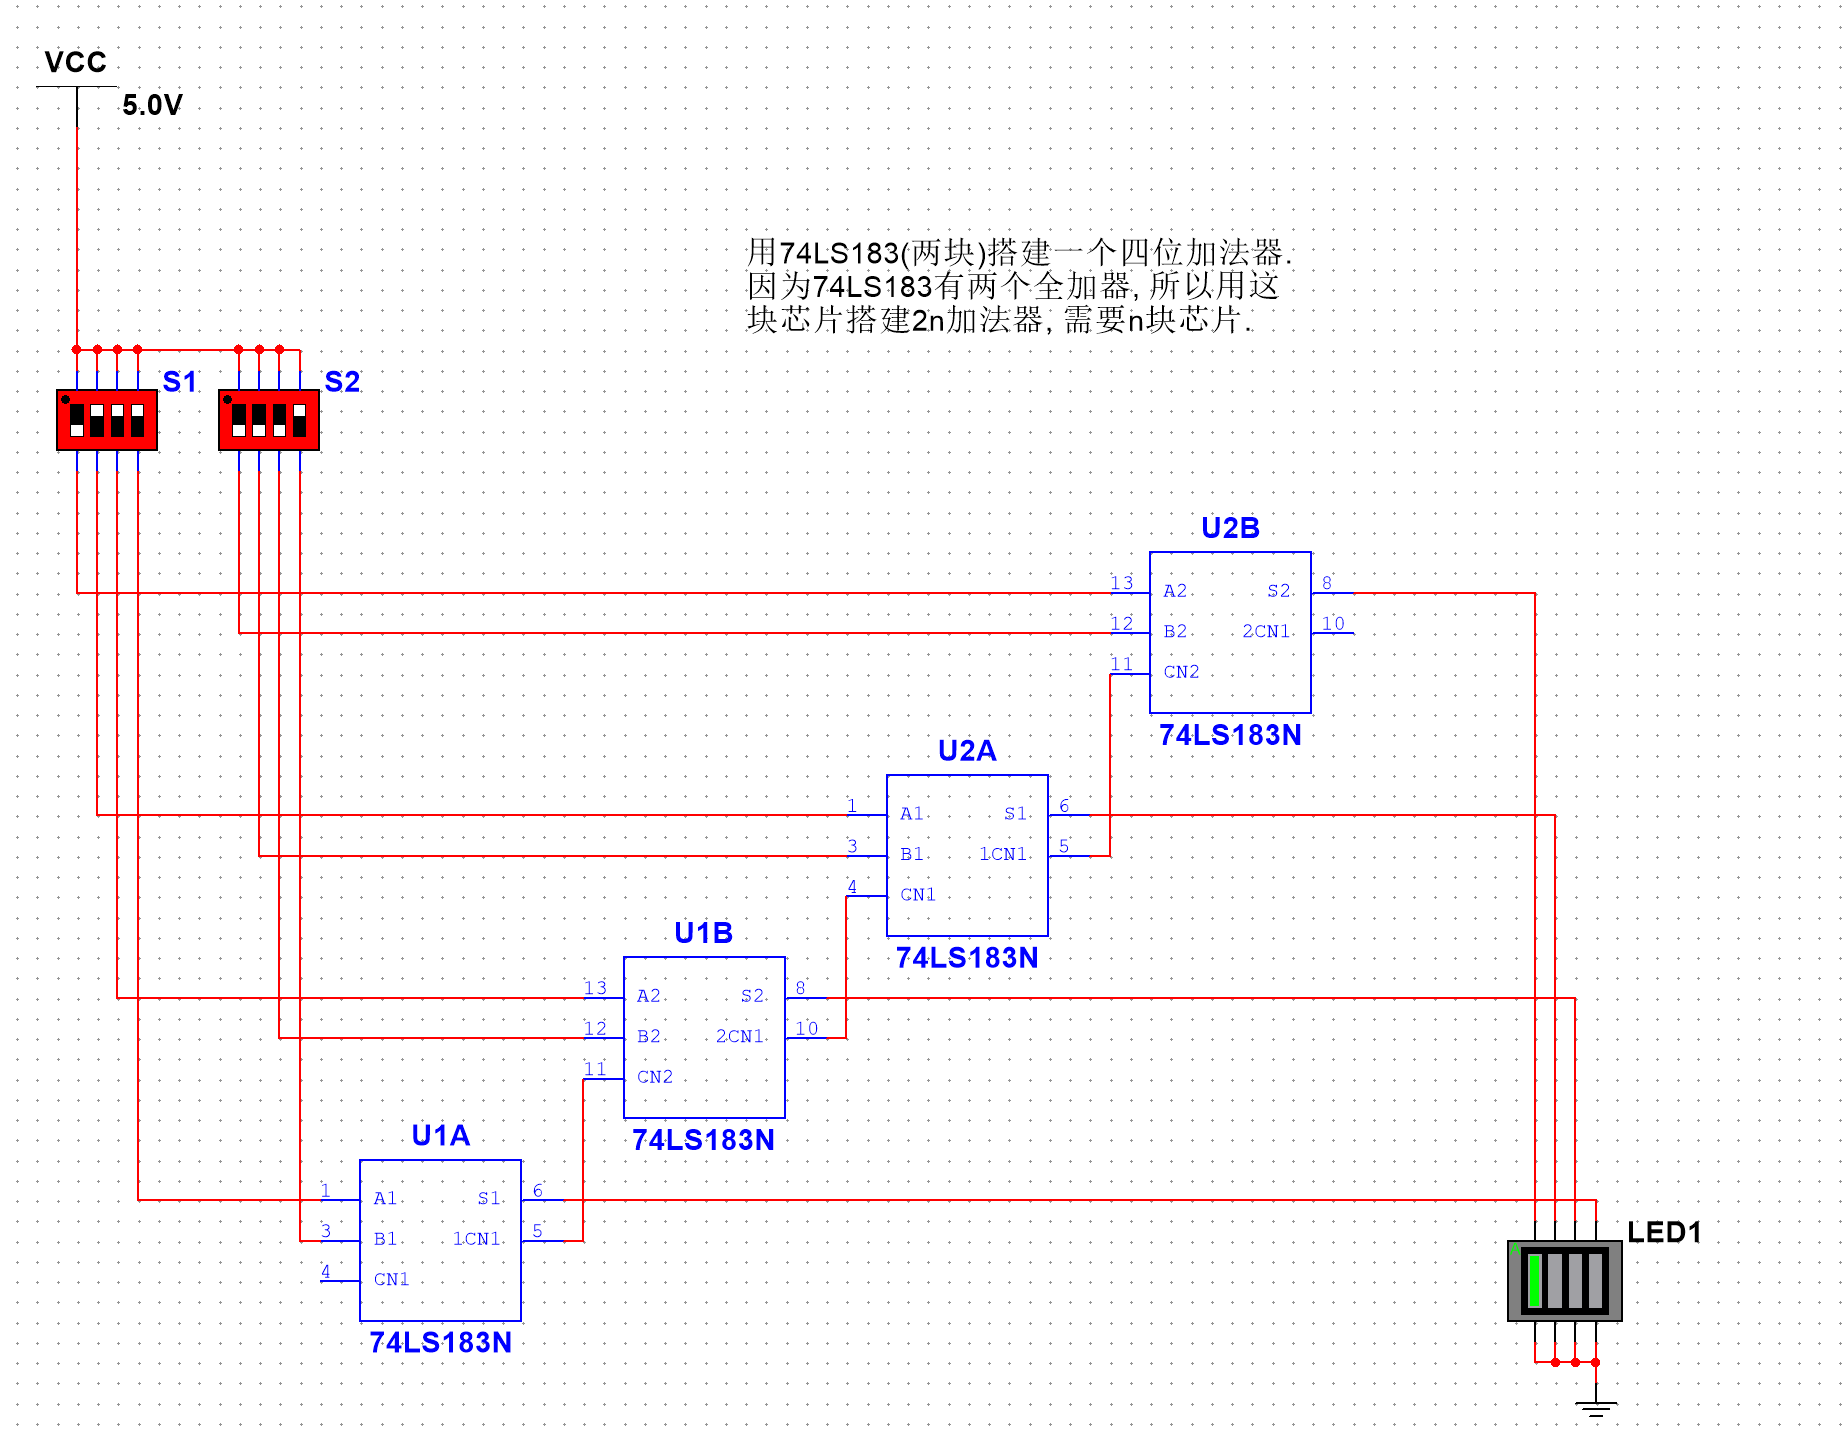 VCC
5.0V
用74LS183(两块)搭建一个四位加法器.
因为74LS183有两个全加器, 所以用这
块芯片搭建2n加法器, 需要n块芯片.
S1
S2
U2B
13 A2 S2 8
12 B2 2CN1 10
11 CN2
74LS183N
U2A
1 A1 S1 6
3 B1 1CN1 5
4 CN1
74LS183N
U1B
13 A2 S2 8
12 B2 2CN1 10
11 CN2
74LS183N
U1A
1 A1 S1 6
3 B1 1CN1 5
4 CN1
74LS183N
LED1
A